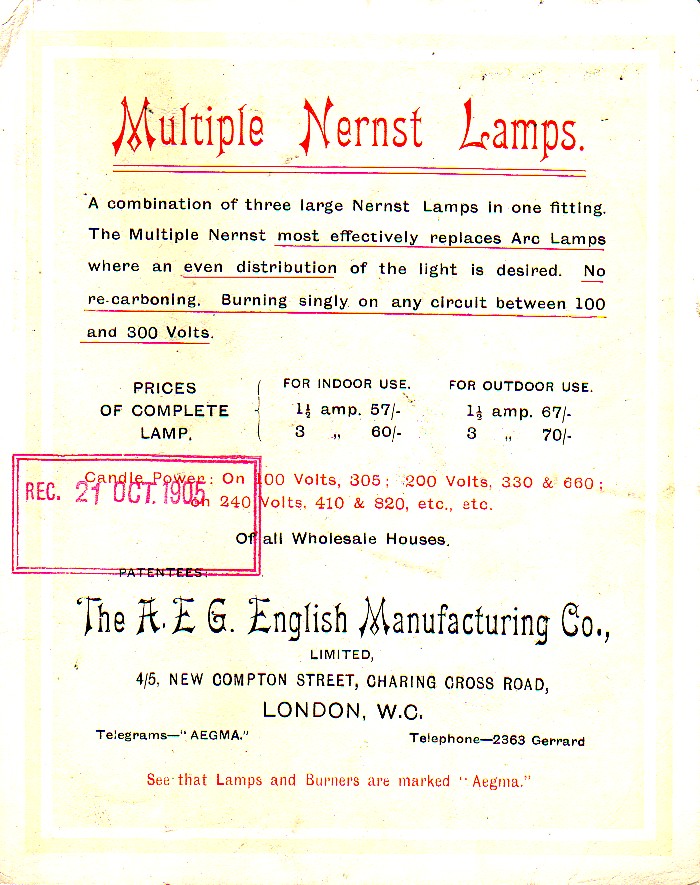 Multiple Nernst Lamps.
A combination of three large Nernst Lamps in one fitting.
The Multiple Nernst most effectively replaces Arc Lamps
where an even distribution of the light is desired. No
re-carboning. Burning singly on any circuit between 100
and 300 Volts.
PRICES OF COMPLETE LAMP.
FOR INDOOR USE. FOR OUTDOOR USE.
1½ amp. 57/- 1½ amp. 67/-
3 ,, 60/- 3 ,, 70/-
Candle Power: On 100 Volts, 305; 200 Volts, 330 & 660;
On 240 Volts, 410 & 820, etc., etc.
REC. 21 OCT. 1905
Of all Wholesale Houses.
PATENTEES:
The A. E G. English Manufacturing Co.,
LIMITED,
4/5, NEW COMPTON STREET, CHARING CROSS ROAD,
LONDON, W.C.
Telegrams—"AEGMA." Telephone—2363 Gerrard
See that Lamps and Burners are marked "Aegma."